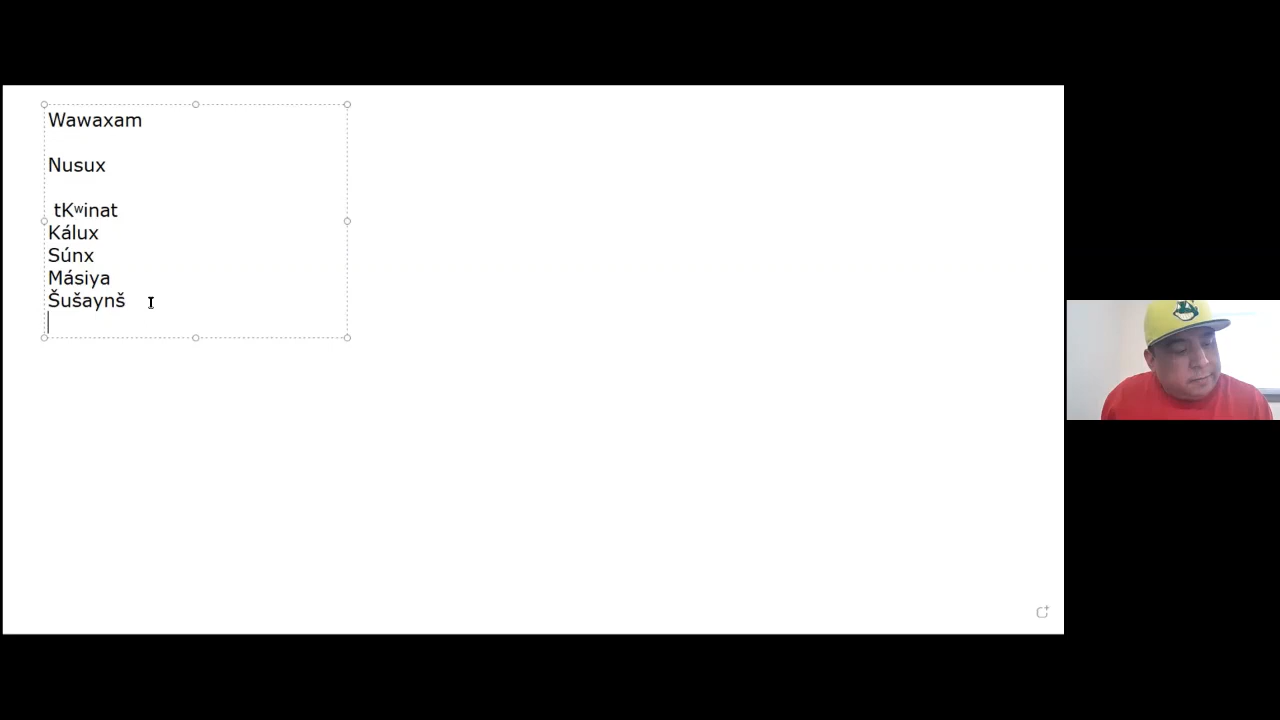 Wawaxam
Nusux
tKʷinat
Kálux
Súnx
Másiya
Šušaynš